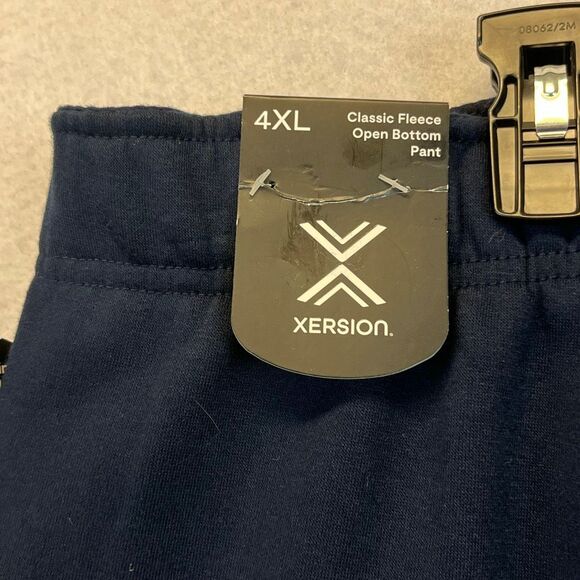 08062/2M
4XL
Classic Fleece
Open Bottom
Pant
XERSION.